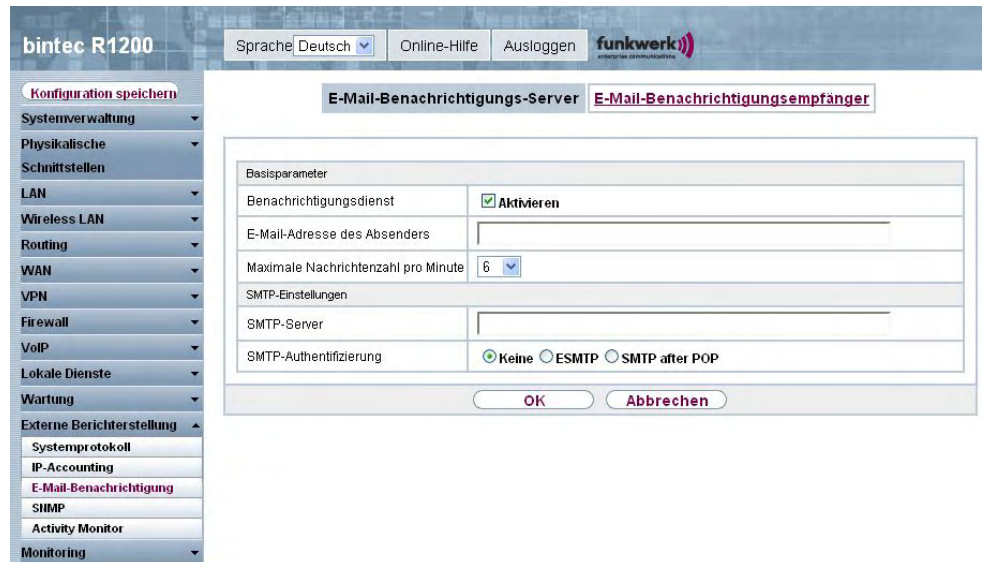 bintec R1200
Sprache Deutsch
Online-Hilfe
Ausloggen
funkwerk
enterprise communications
Konfiguration speichern
Systemverwaltung
Physikalische
Schnittstellen
LAN
Wireless LAN
Routing
WAN
VPN
Firewall
VoIP
Lokale Dienste
Wartung
Externe Berichterstellung
Systemprotokoll
IP-Accounting
E-Mail-Benachrichtigung
SNMP
Activity Monitor
Monitoring
E-Mail-Benachrichtigungs-Server
E-Mail-Benachrichtigungsempfänger
Basisparameter
Benachrichtigungsdienst Aktivieren
E-Mail-Adresse des Absenders
Maximale Nachrichtenzahl pro Minute 6
SMTP-Einstellungen
SMTP-Server
SMTP-Authentifizierung Keine ESMTP SMTP after POP
OK Abbrechen